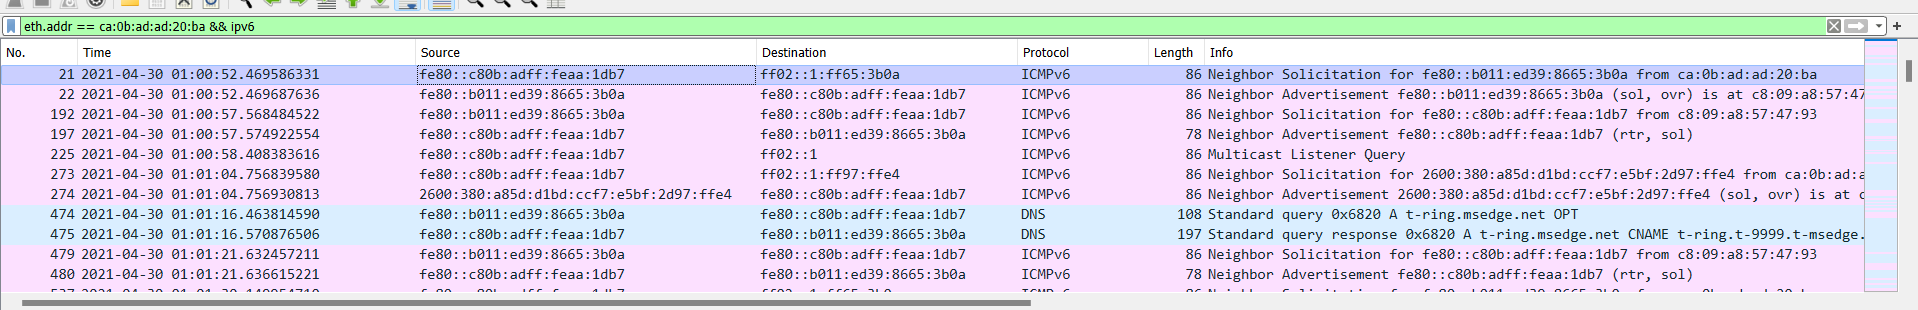 eth.addr == ca:0b:ad:ad:20:ba && ipv6
No. Time Source Destination Protocol Length Info
21 2021-04-30 01:00:52.469586331 fe80::c80b:adff:feaa:1db7 ff02::1:ff65:3b0a ICMPv6 86 Neighbor Solicitation for fe80::b011:ed39:8665:3b0a from ca:0b:ad:ad:20:ba
22 2021-04-30 01:00:52.469687636 fe80::b011:ed39:8665:3b0a fe80::c80b:adff:feaa:1db7 ICMPv6 86 Neighbor Advertisement fe80::b011:ed39:8665:3b0a (sol, ovr) is at c8:09:a8:57:47
192 2021-04-30 01:00:57.568484522 fe80::b011:ed39:8665:3b0a fe80::c80b:adff:feaa:1db7 ICMPv6 86 Neighbor Solicitation for fe80::c80b:adff:feaa:1db7 from c8:09:a8:57:47:93
197 2021-04-30 01:00:57.574922554 fe80::c80b:adff:feaa:1db7 fe80::b011:ed39:8665:3b0a ICMPv6 78 Neighbor Advertisement fe80::c80b:adff:feaa:1db7 (rtr, sol)
225 2021-04-30 01:00:58.408383616 fe80::c80b:adff:feaa:1db7 ff02::1 ICMPv6 86 Multicast Listener Query
273 2021-04-30 01:01:04.756839580 fe80::c80b:adff:feaa:1db7 ff02::1:ff97:ffe4 ICMPv6 86 Neighbor Solicitation for 2600:380:a85d:d1bd:ccf7:e5bf:2d97:ffe4 from ca:0b:ad:a
274 2021-04-30 01:01:04.756930813 2600:380:a85d:d1bd:ccf7:e5bf:2d97:ffe4 fe80::c80b:adff:feaa:1db7 ICMPv6 86 Neighbor Advertisement 2600:380:a85d:d1bd:ccf7:e5bf:2d97:ffe4 (sol, ovr) is at c
474 2021-04-30 01:01:16.463814590 fe80::b011:ed39:8665:3b0a fe80::c80b:adff:feaa:1db7 DNS 108 Standard query 0x6820 A t-ring.msedge.net OPT
475 2021-04-30 01:01:16.570876506 fe80::c80b:adff:feaa:1db7 fe80::b011:ed39:8665:3b0a DNS 197 Standard query response 0x6820 A t-ring.msedge.net CNAME t-ring.t-9999.t-msedge.
479 2021-04-30 01:01:21.632457211 fe80::b011:ed39:8665:3b0a fe80::c80b:adff:feaa:1db7 ICMPv6 86 Neighbor Solicitation for fe80::c80b:adff:feaa:1db7 from c8:09:a8:57:47:93
480 2021-04-30 01:01:21.636615221 fe80::c80b:adff:feaa:1db7 fe80::b011:ed39:8665:3b0a ICMPv6 78 Neighbor Advertisement fe80::c80b:adff:feaa:1db7 (rtr, sol)